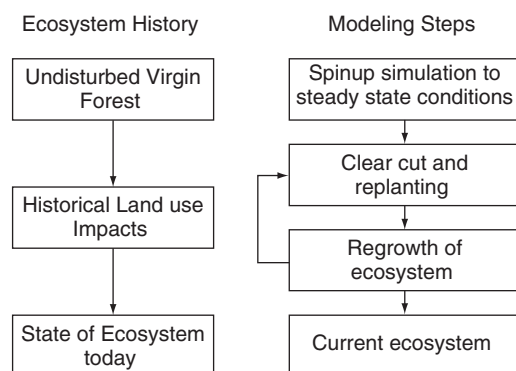 Ecosystem History
Undisturbed Virgin
Forest
Historical Land use
Impacts
State of Ecosystem
today
Modeling Steps
Spinup simulation to
steady state conditions
Clear cut and
replanting
Regrowth of
ecosystem
Current ecosystem